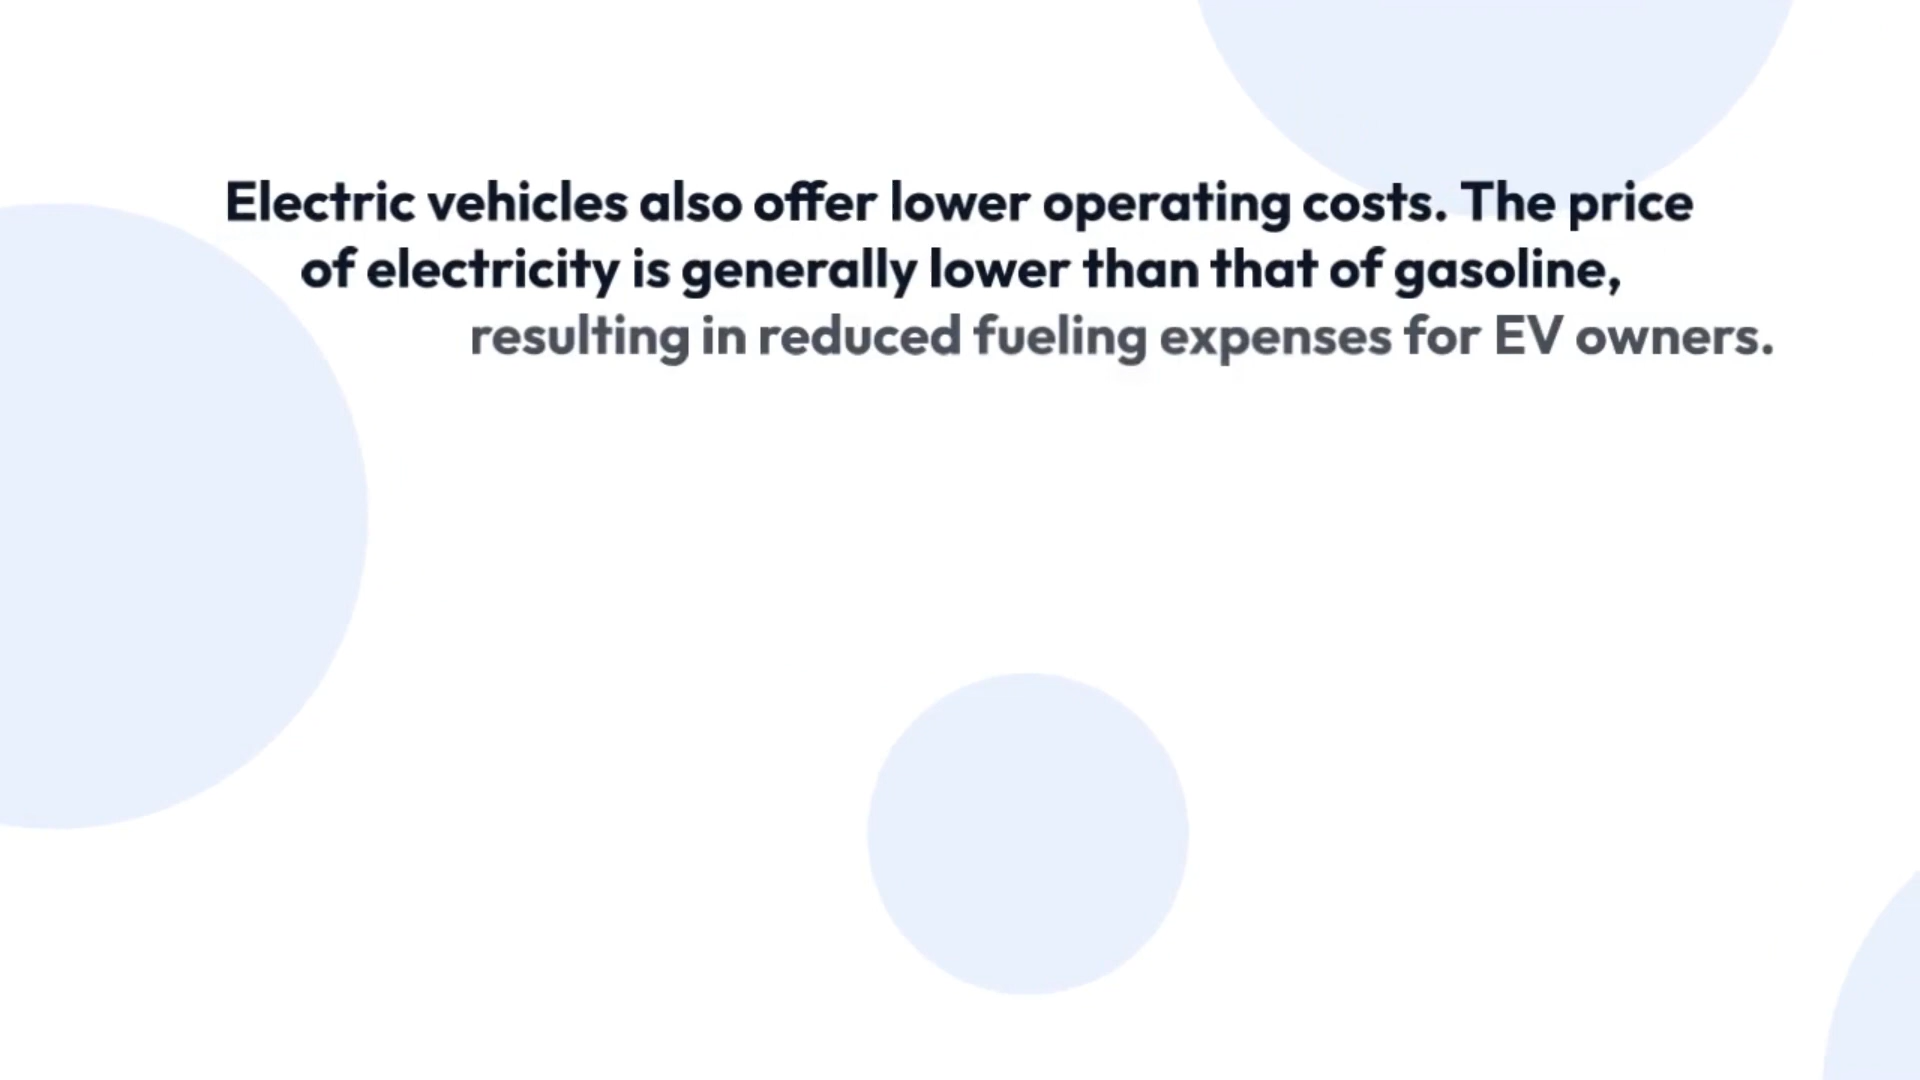 Electric vehicles also offer lower operating costs. The price
of electricity is generally lower than that of gasoline,
resulting in reduced fueling expenses for EV owners.